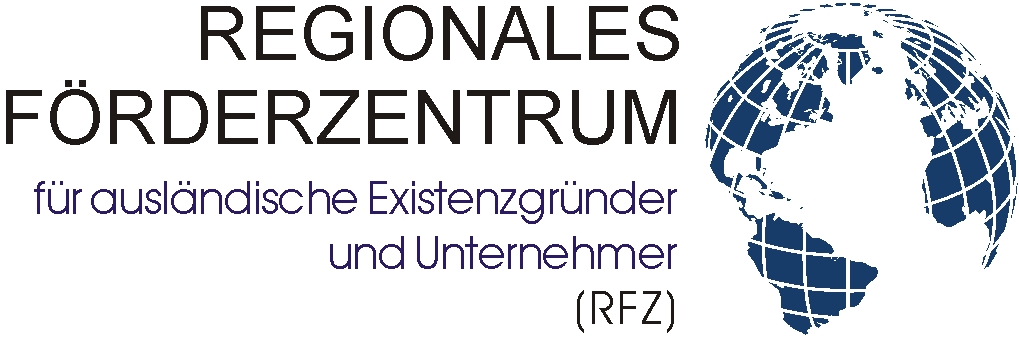 REGIONALES
FÖRDERZENTRUM
für ausländische Existenzgründer
und Unternehmer
(RFZ)